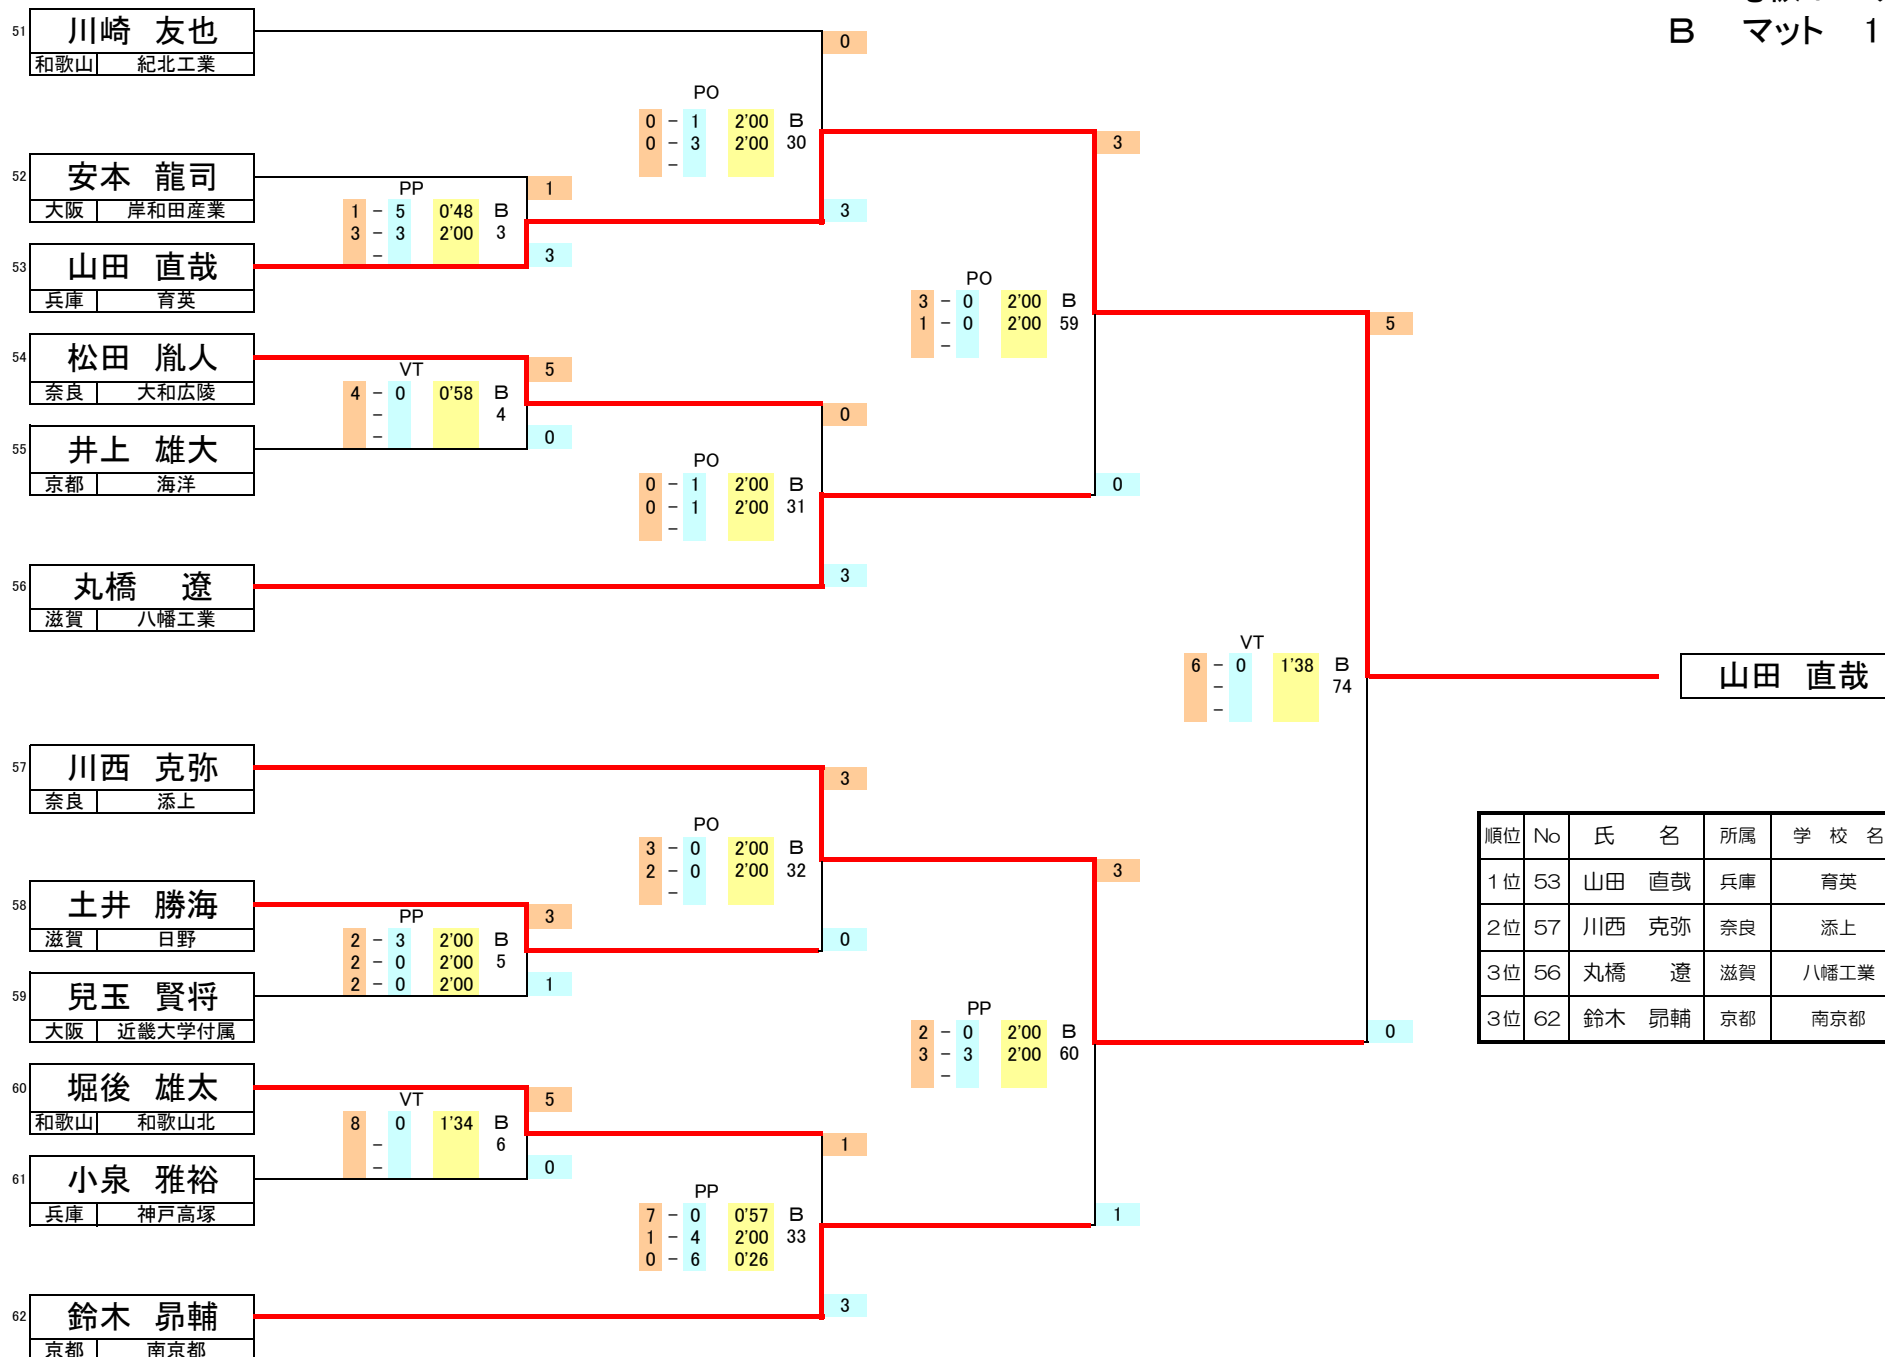 B マット 1
51 川崎 友也
和歌山 紀北工業
0
PO
0 - 1 2'00 B
0 - 3 2'00 30
-
52 安本 龍司
大阪 岸和田産業
1
PP
1 - 5 0'48 B
3 - 3 2'00 3
-
3
3
3
53 山田 直哉
兵庫 育英
PO
3 - 0 2'00 B
1 - 0 2'00 59
-
5
54 松田 胤人
奈良 大和広陵
5
VT
4 - 0 0'58 B
- 4
-
0
0
55 井上 雄大
京都 海洋
PO
0 - 1 2'00 B
0 - 1 2'00 31
-
0
56 丸橋 遼
滋賀 八幡工業
3
VT
6 - 0 1'38 B
- 74
-
山田 直哉
57 川西 克弥
奈良 添上
3
PO
3 - 0 2'00 B
2 - 0 2'00 32
-
3
58 土井 勝海
滋賀 日野
3
PP
2 - 3 2'00 B
2 - 0 2'00 5
2 - 0 2'00
0
1
59 兒玉 賢将
大阪 近畿大学付属
PP
2 - 0 2'00 B
3 - 3 2'00 60
-
0
60 堀後 雄太
和歌山 和歌山北
5
VT
8 0 1'34 B
- 6
-
1
0
61 小泉 雅裕
兵庫 神戸高塚
PP
7 - 0 0'57 B
1 - 4 2'00 33
0 - 6 0'26
1
62 鈴木 昴輔
京都 南京都
3
順位 No 氏 名 所属 学 校 名
1位 53 山田 直哉 兵庫 育英
2位 57 川西 克弥 奈良 添上
3位 56 丸橋 遼 滋賀 八幡工業
3位 62 鈴木 昴輔 京都 南京都